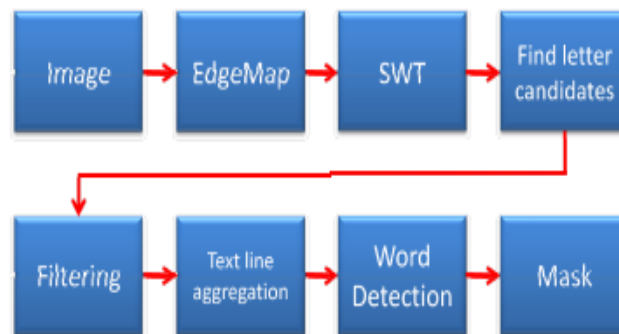 Image
EdgeMap
SWT
Find letter
candidates
Filtering
Text line
aggregation
Word
Detection
Mask